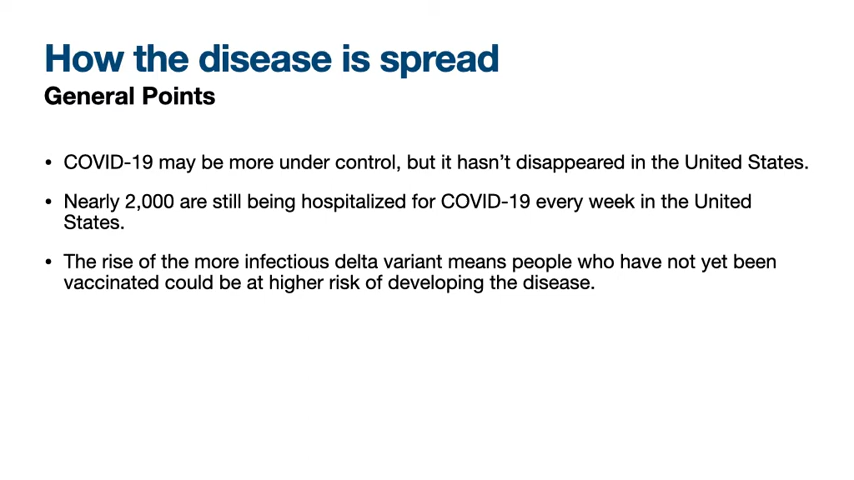 How the disease is spread
General Points
• COVID-19 may be more under control, but it hasn't disappeared in the United States.
• Nearly 2,000 are still being hospitalized for COVID-19 every week in the United
States.
• The rise of the more infectious delta variant means people who have not yet been
vaccinated could be at higher risk of developing the disease.